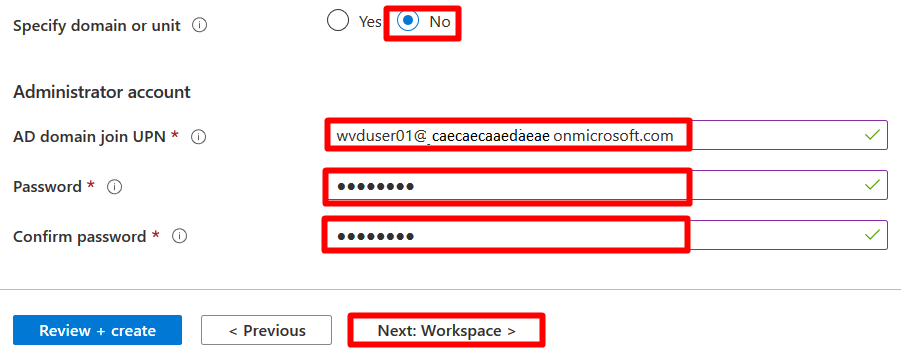 Specify domain or unit Yes No
Administrator account
AD domain join UPN * wvduser01@ caecaecaaedaeae onmicrosoft.com
Password * ●●●●●●●●
Confirm password * ●●●●●●●●
Review + create < Previous Next: Workspace >